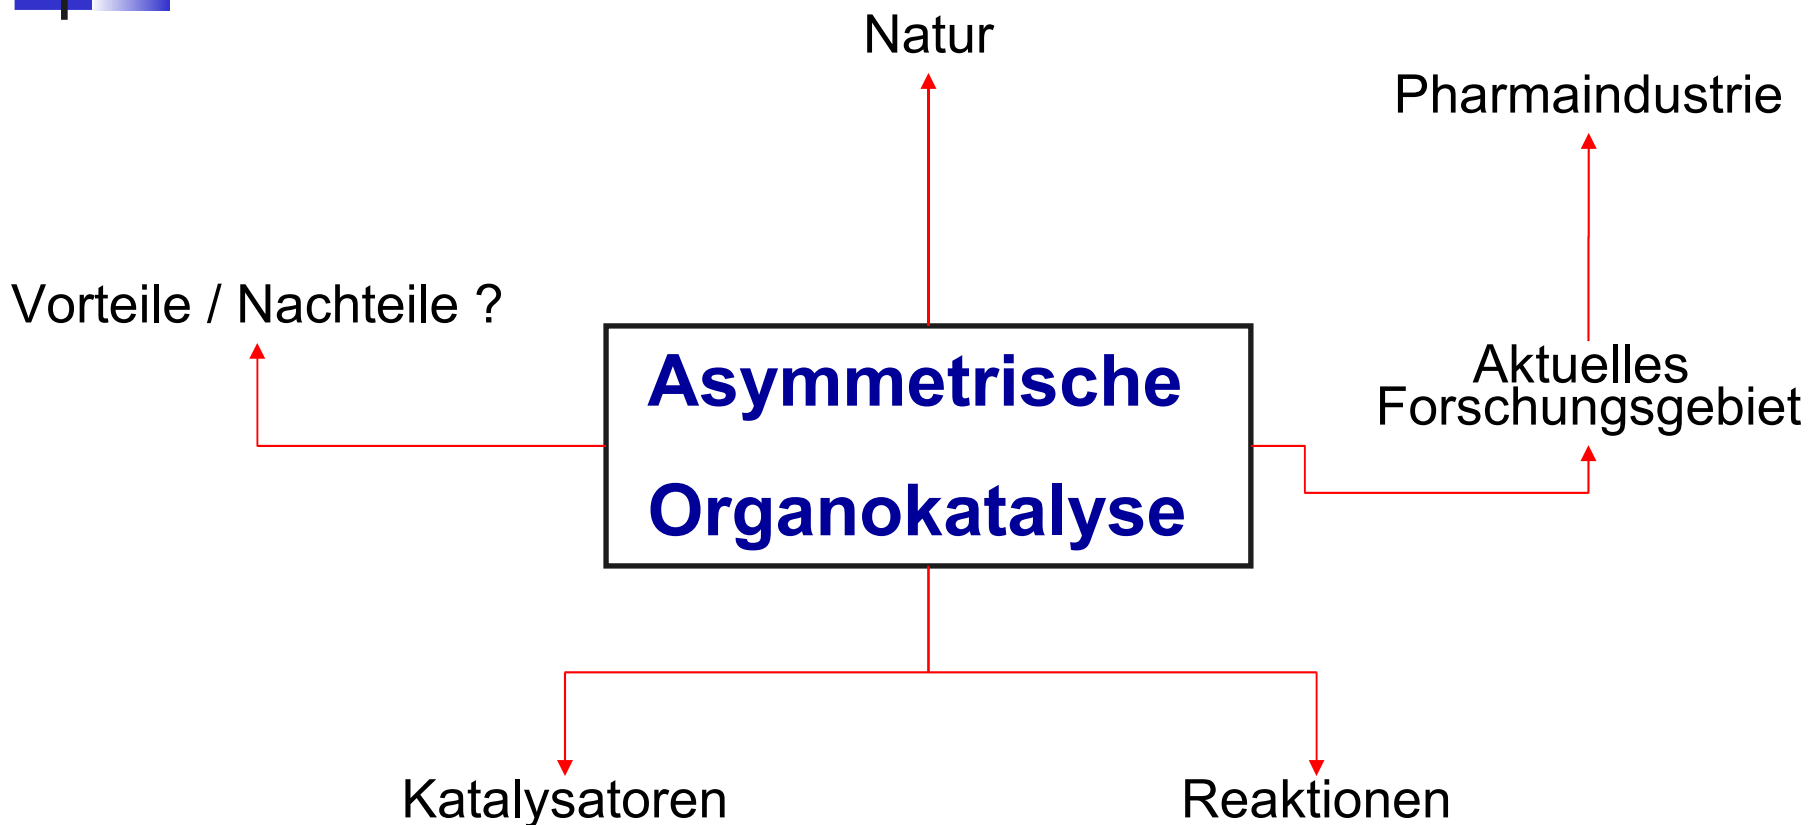 Natur
Pharmaindustrie
Vorteile / Nachteile ?
Asymmetrische
Organokatalyse
Aktuelles
Forschungsgebiet
Katalysatoren
Reaktionen